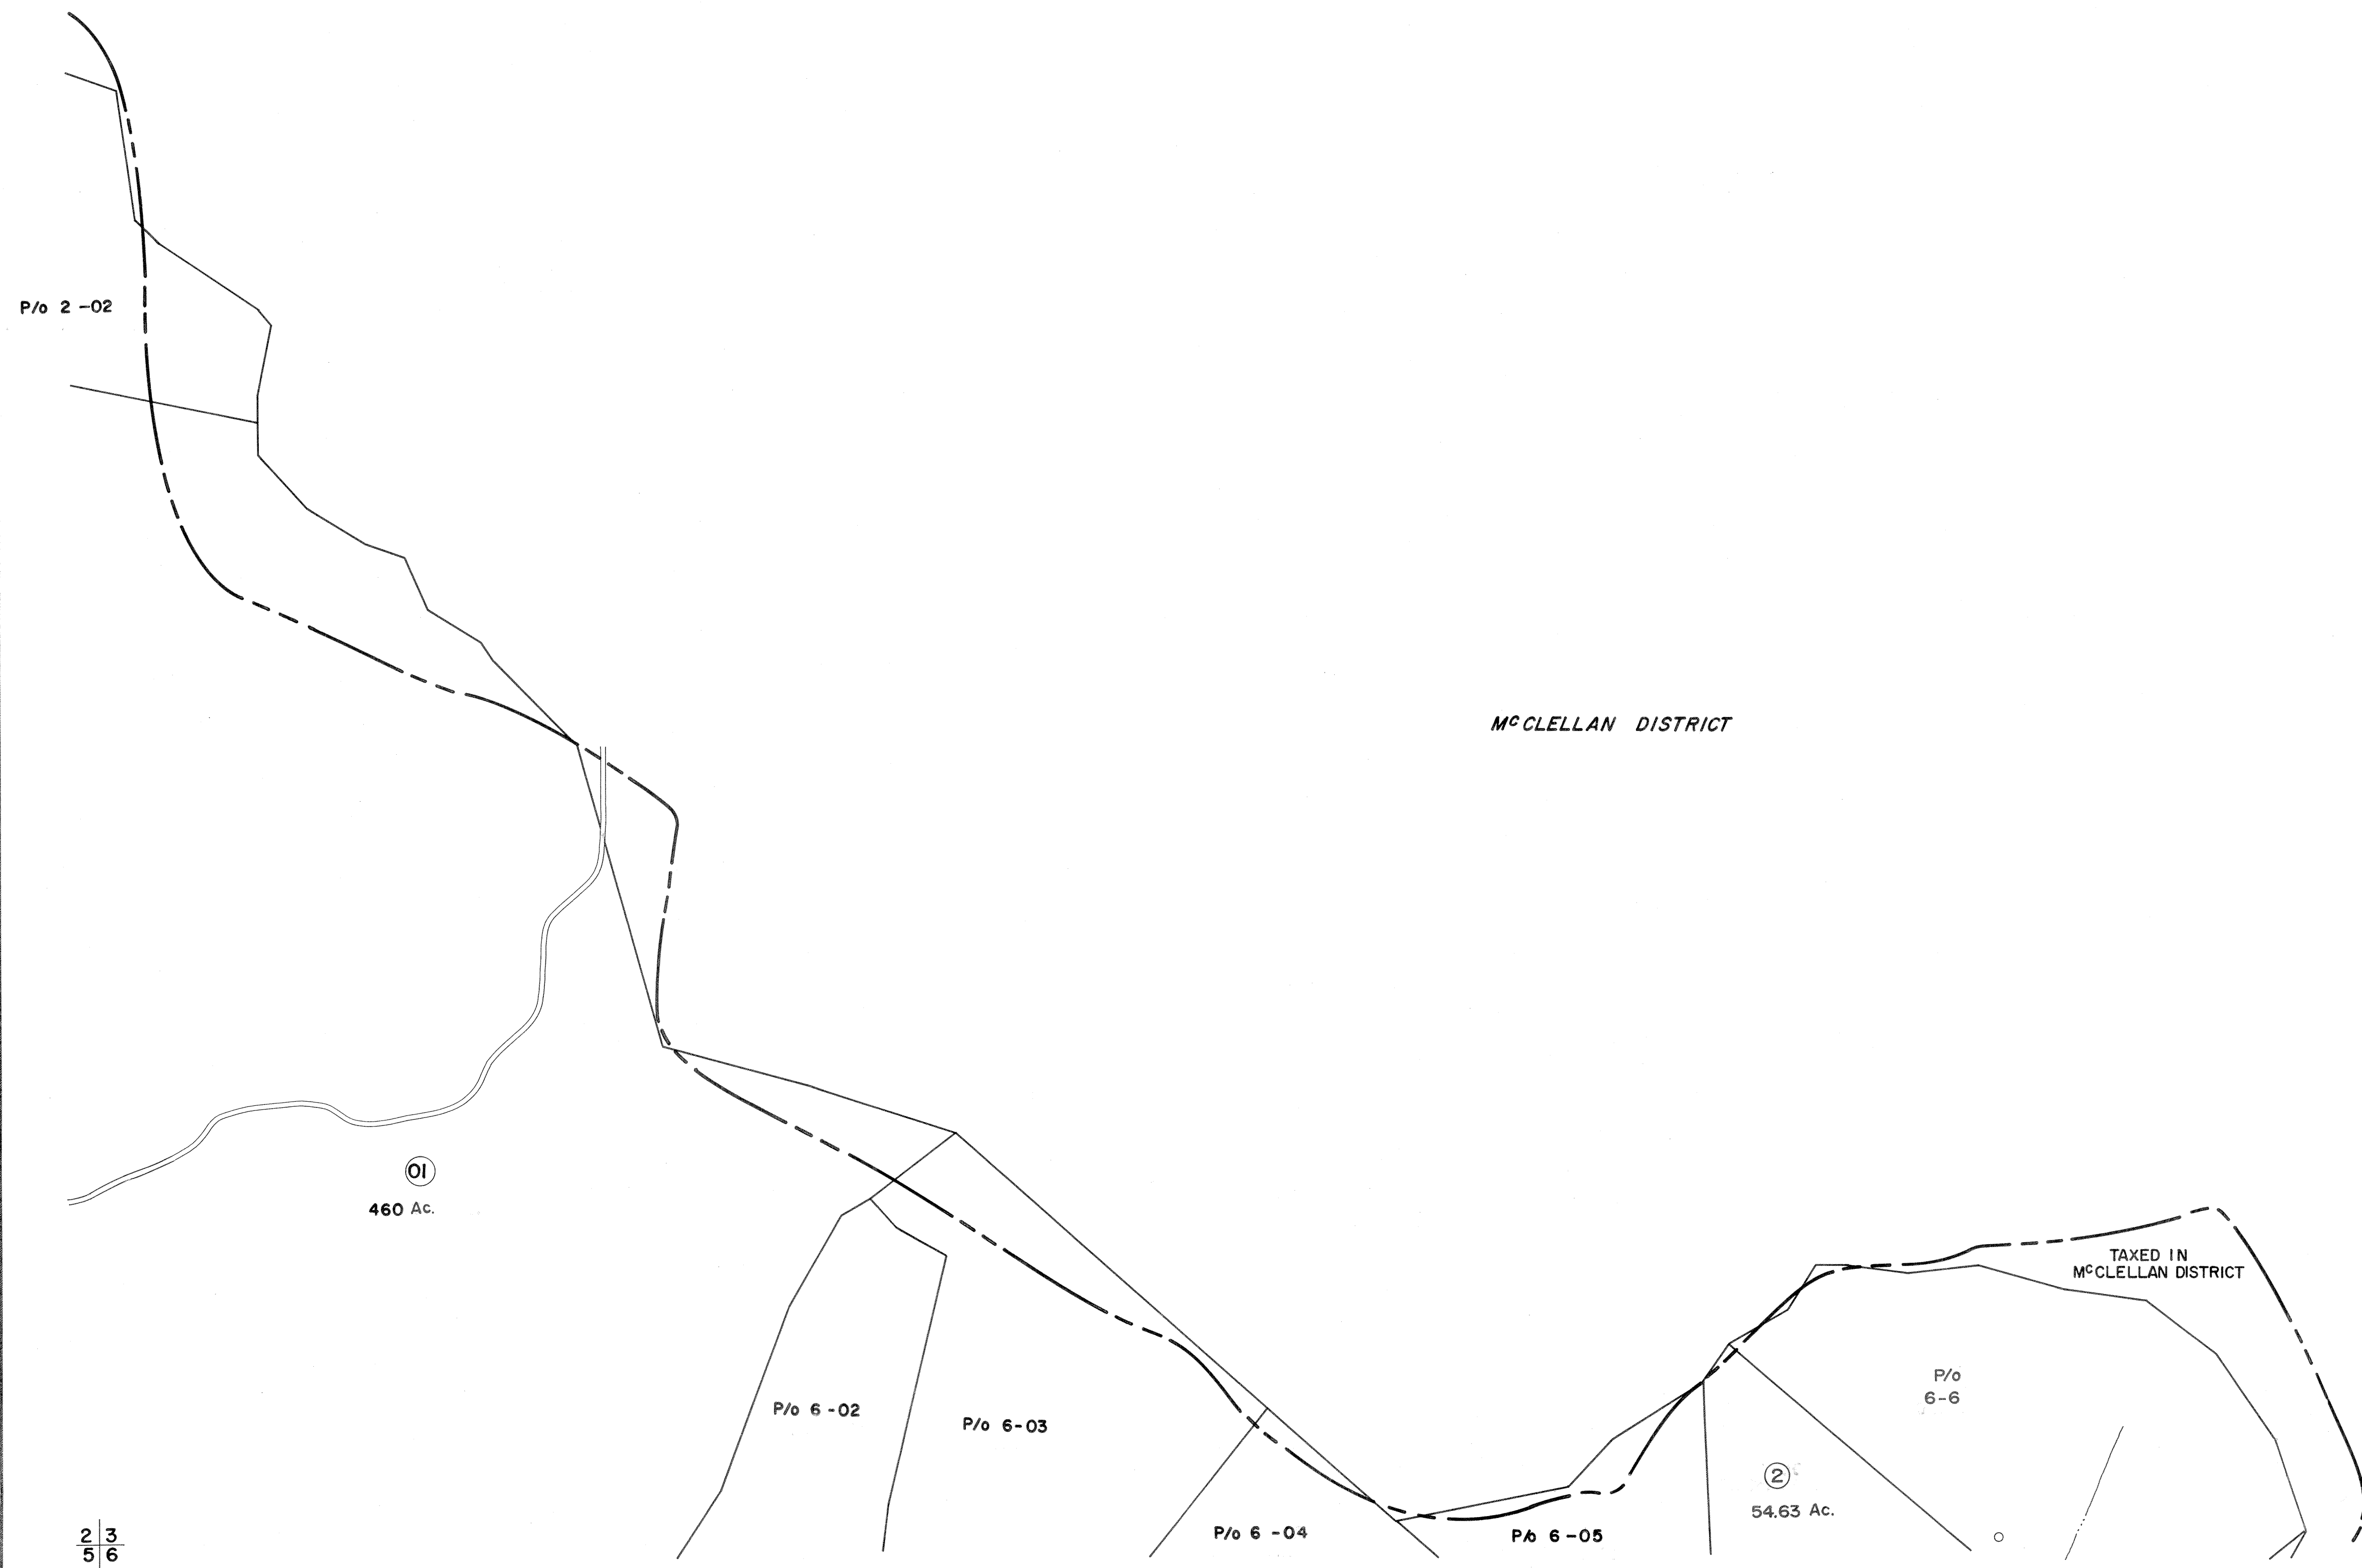 P/o 2-02
McCLELLAN DISTRICT
01
460 Ac.
TAXED IN
McCLELLAN DISTRICT
P/o
6-6
P/o 6-02
P/o 6-03
2
54.63 Ac.
P/o 6-04
P/o 6-05
2 3
5 6